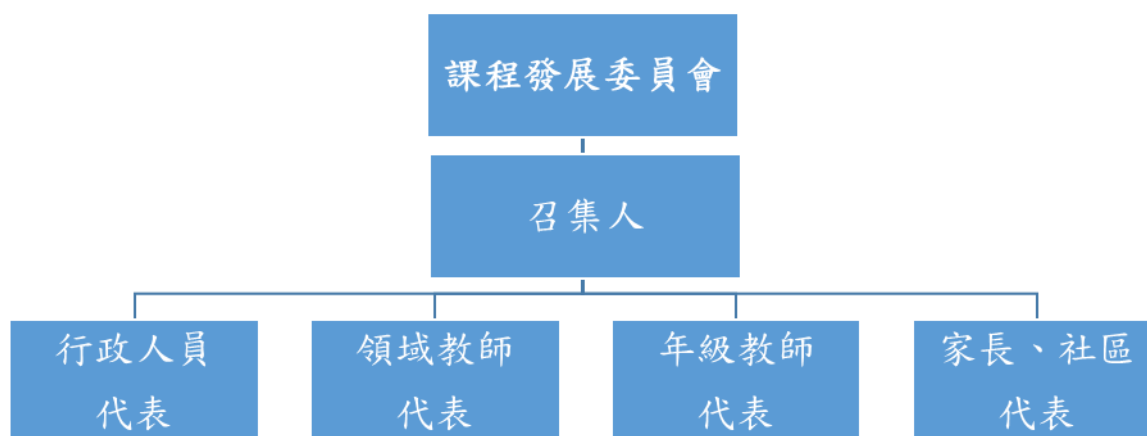 課程發展委員會
召集人
行政人員
代表
領域教師
代表
年級教師
代表
家長、社區
代表